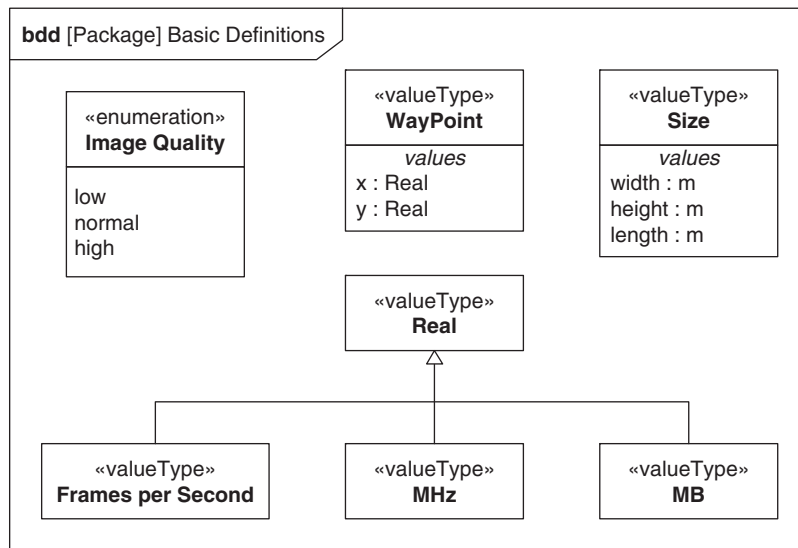 bdd [Package] Basic Definitions
«enumeration»
Image Quality
low
normal
high
«valueType»
WayPoint
values
x : Real
y : Real
«valueType»
Size
values
width : m
height : m
length : m
«valueType»
Real
«valueType»
Frames per Second
«valueType»
MHz
«valueType»
MB